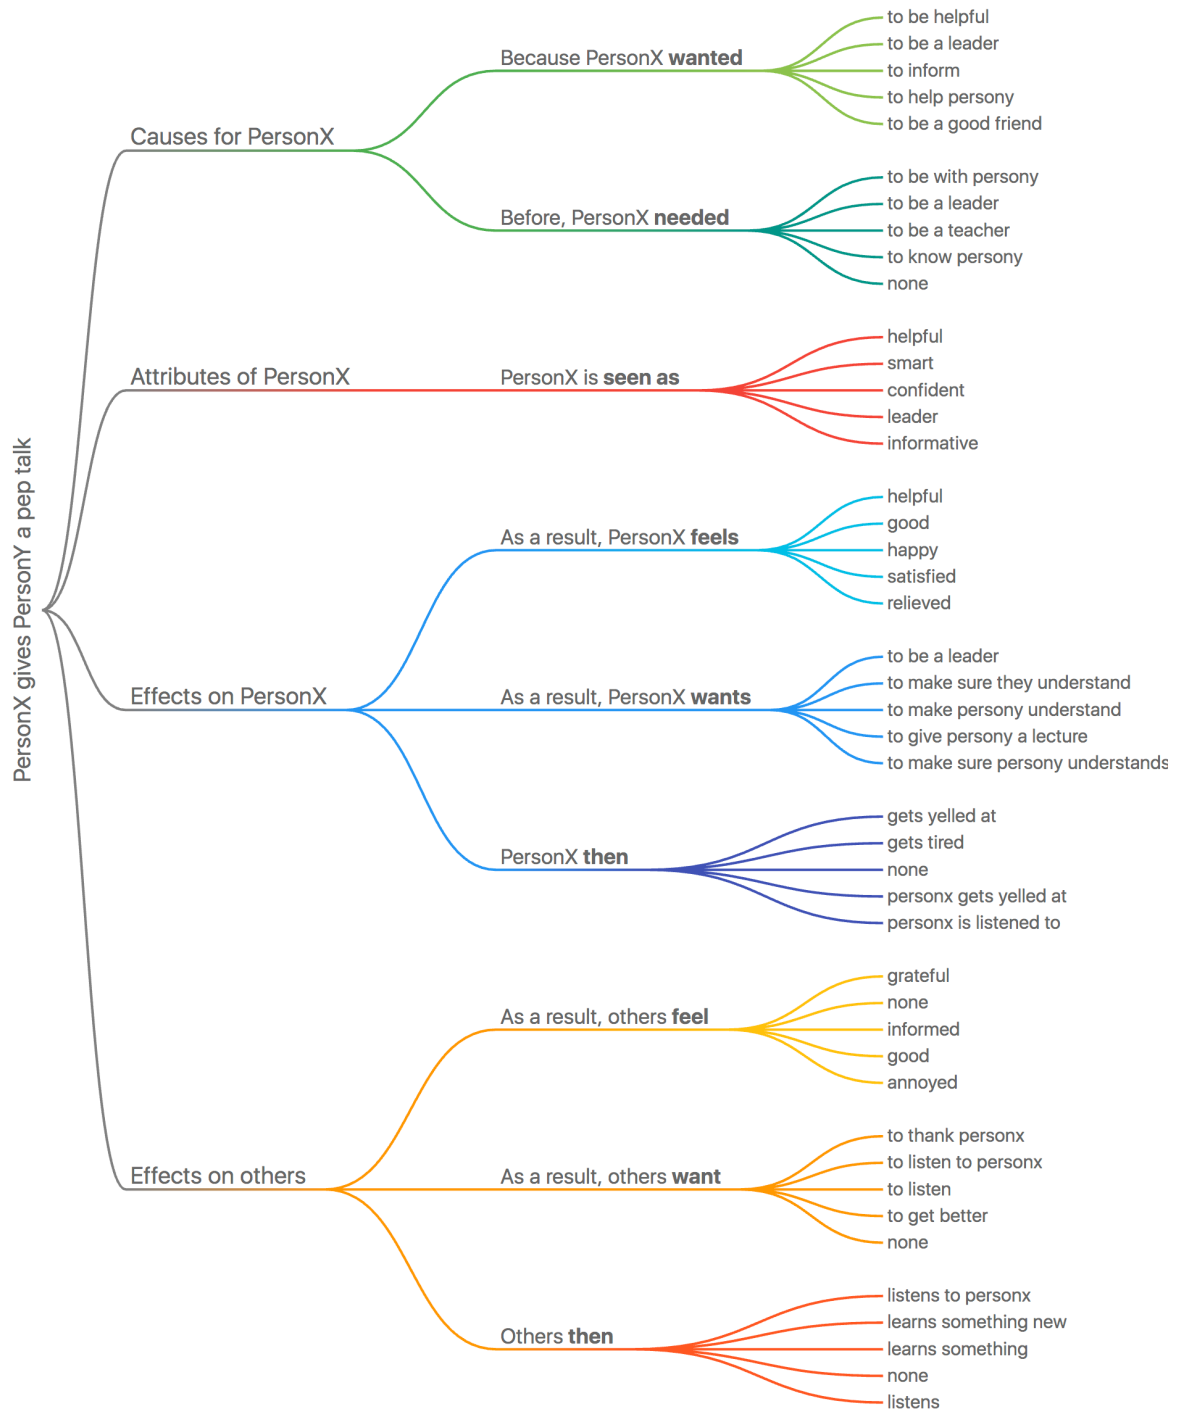 PersonX gives PersonY a pep talk
Causes for PersonX
Because PersonX wanted
to be helpful
to be a leader
to inform
to help persony
to be a good friend
Before, PersonX needed
to be with persony
to be a leader
to be a teacher
to know persony
none
Attributes of PersonX
PersonX is seen as
helpful
smart
confident
leader
informative
Effects on PersonX
As a result, PersonX feels
helpful
good
happy
satisfied
relieved
As a result, PersonX wants
to be a leader
to make sure they understand
to make persony understand
to give persony a lecture
to make sure persony understands
PersonX then
gets yelled at
gets tired
none
personx gets yelled at
personx is listened to
Effects on others
As a result, others feel
grateful
none
informed
good
annoyed
As a result, others want
to thank personx
to listen to personx
to listen
to get better
none
Others then
listens to personx
learns something new
learns something
none
listens